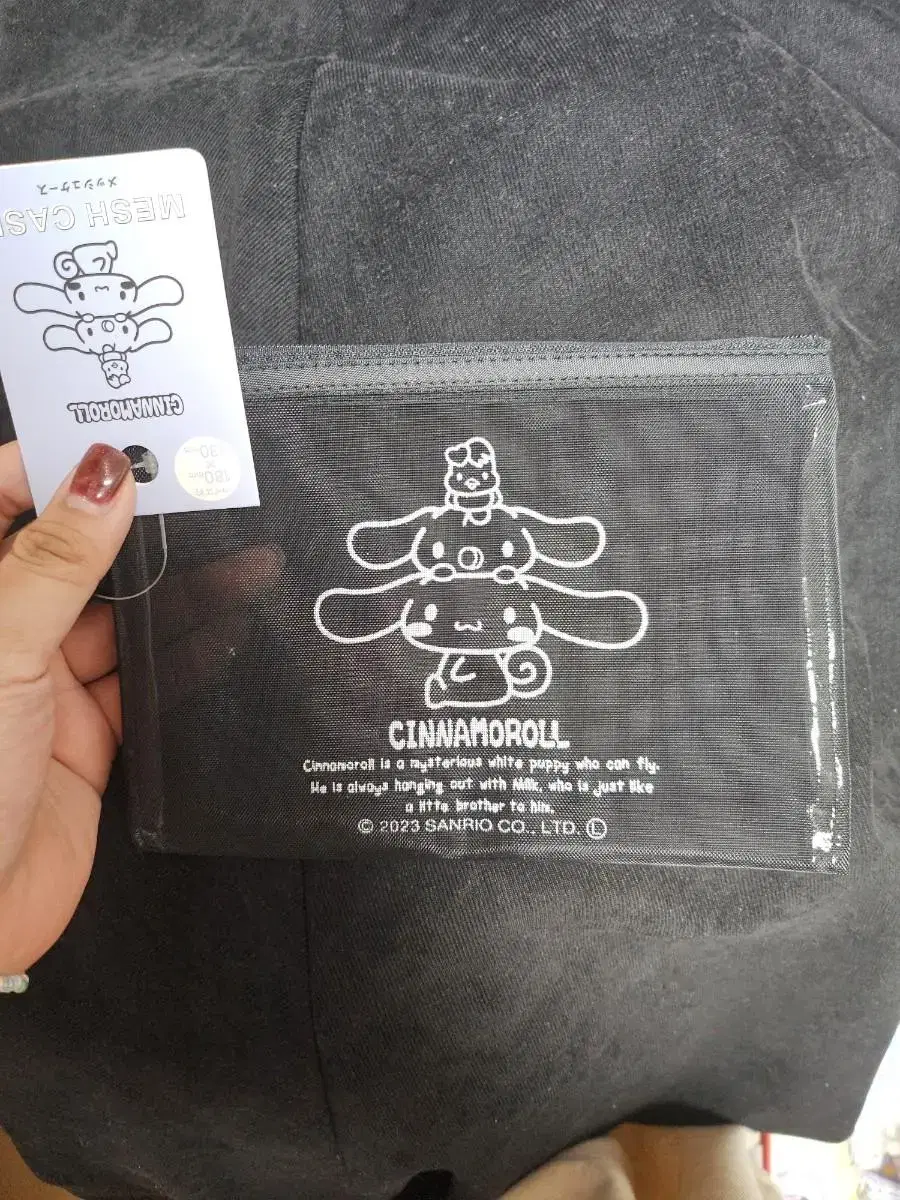 メッシュケース
MESH CAS
CINNAMOROLL
180mm
×
130mm
CINNAMOROLL
Cinnamoroll is a mysterious white puppy who can fly.
He is always hanging out with Milk, who is just like
a little brother to him.
© 2023 SANRIO CO., LTD. Ⓛ